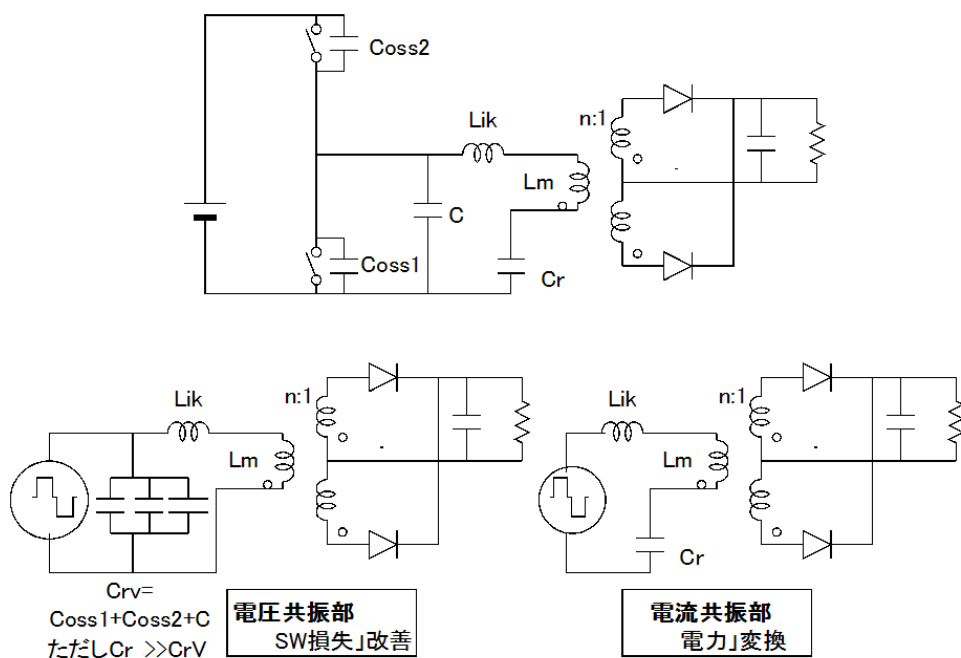 Coss2
Lik
n:1
Lm
C
Coss1
Cr
Lik
n:1
Lm
Crv=
Coss1+Coss2+C
ただしCr >>CrV
電圧共振部
SW損失」改善
Lik
n:1
Lm
Cr
電流共振部
電力」変換